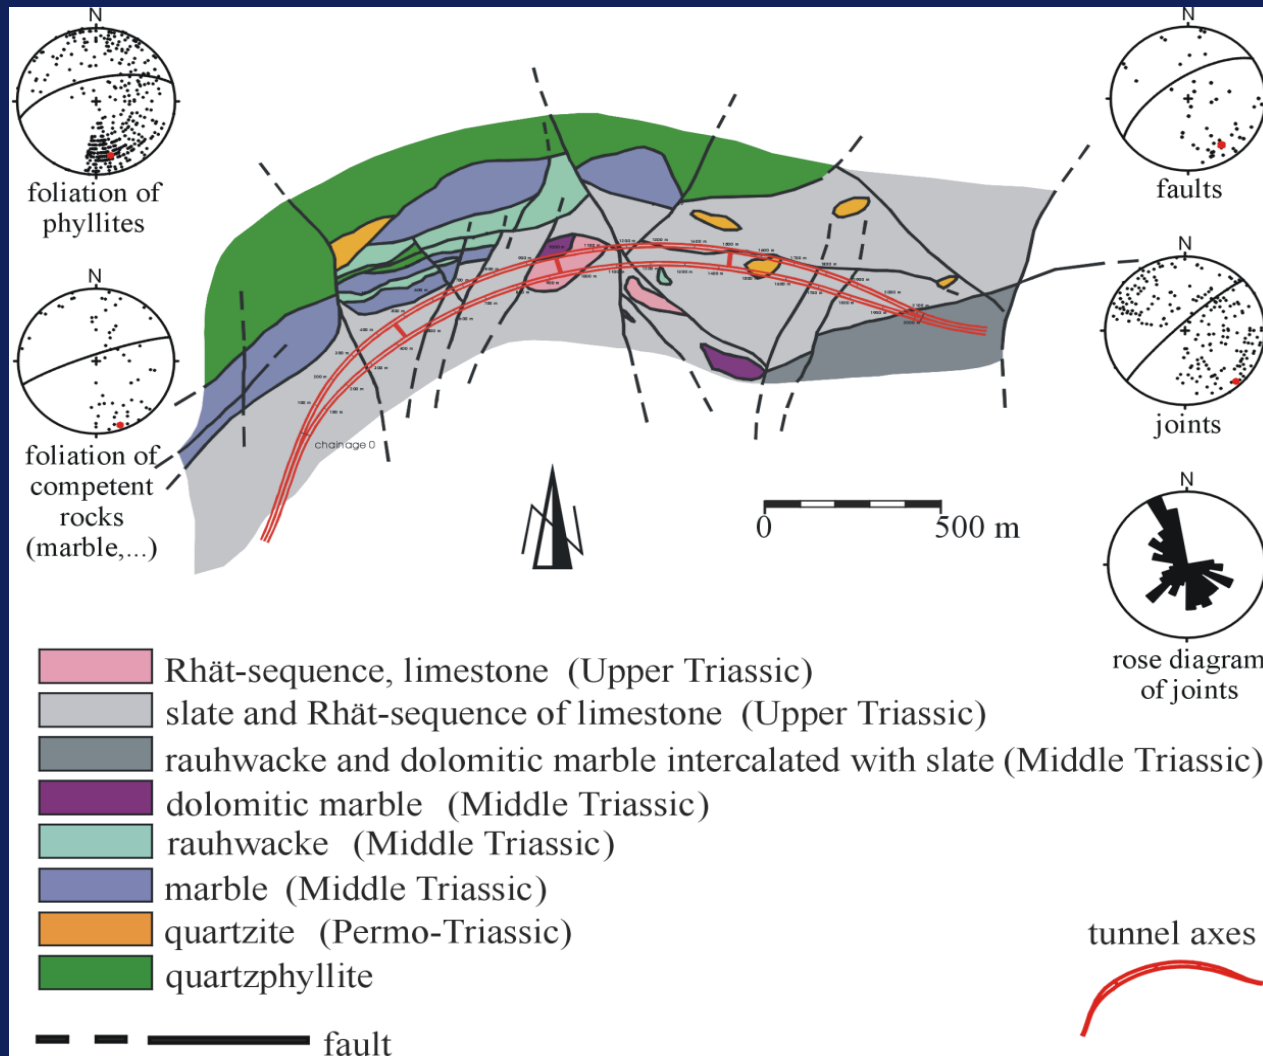 N
foliation of
phyllites
N
foliation of
competent
rocks
(marble,...)
N
faults
N
joints
N
rose diagram
of joints
chainage 0
0
500 m
Rhät-sequence, limestone (Upper Triassic)
slate and Rhät-sequence of limestone (Upper Triassic)
rauhwacke and dolomitic marble intercalated with slate (Middle Triassic)
dolomitic marble (Middle Triassic)
rauhwacke (Middle Triassic)
marble (Middle Triassic)
quartzite (Permo-Triassic)
quartzphyllite
fault
tunnel axes